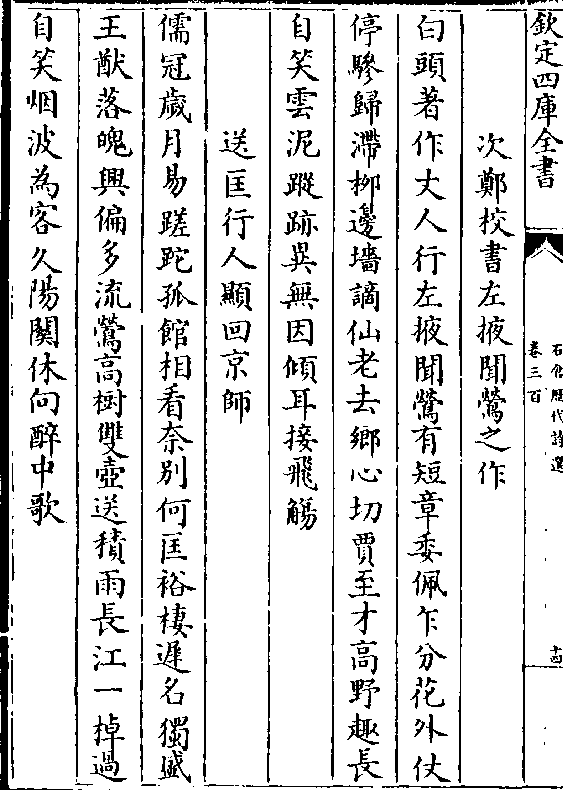 欽定四庫全書
石倉歷代詩選
卷三百
十四
次鄭校書左掖聞鶯之作
白頭著作丈人行左掖聞鶯有短章委佩乍分花外仗
停驂歸滯柳邊墻謫仙老去鄉心切賈至才高野趣長
自笑雲泥蹤跡異無因傾耳接飛觴
送匡行人顯回京師
儒冠歲月易蹉跎孤館相看奈別何匡裕棲遲名獨盛
王猷落魄興偏多流鶯高樹雙壺送積雨長江一棹過
自笑烟波為客久陽關休向醉中歌